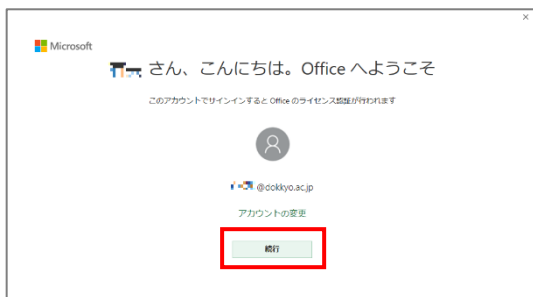 Microsoft
さん、こんにちは。Office へようこそ
このアカウントでサインインすると Office のライセンス認証が行われます
@dokkyo.ac.jp
アカウントの変更
続行